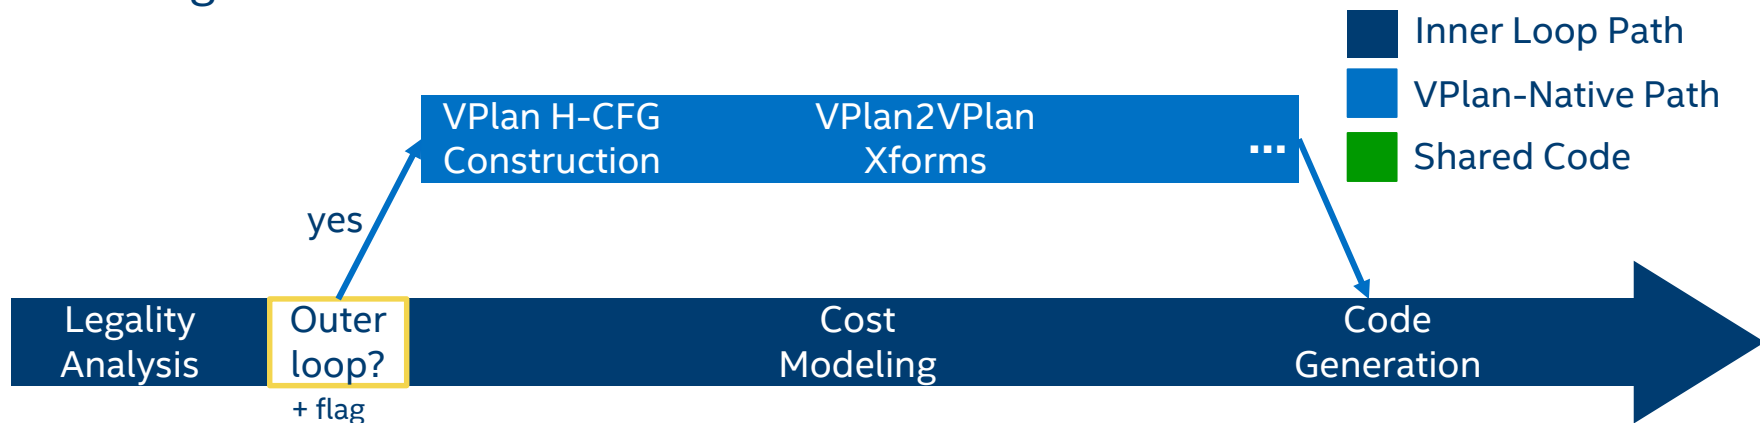 Inner Loop Path
VPlan-Native Path
Shared Code
VPlan H-CFG
Construction
VPlan2VPlan
Xforms
...
yes
Legality
Analysis
Outer
loop?
+ flag
Cost
Modeling
Code
Generation